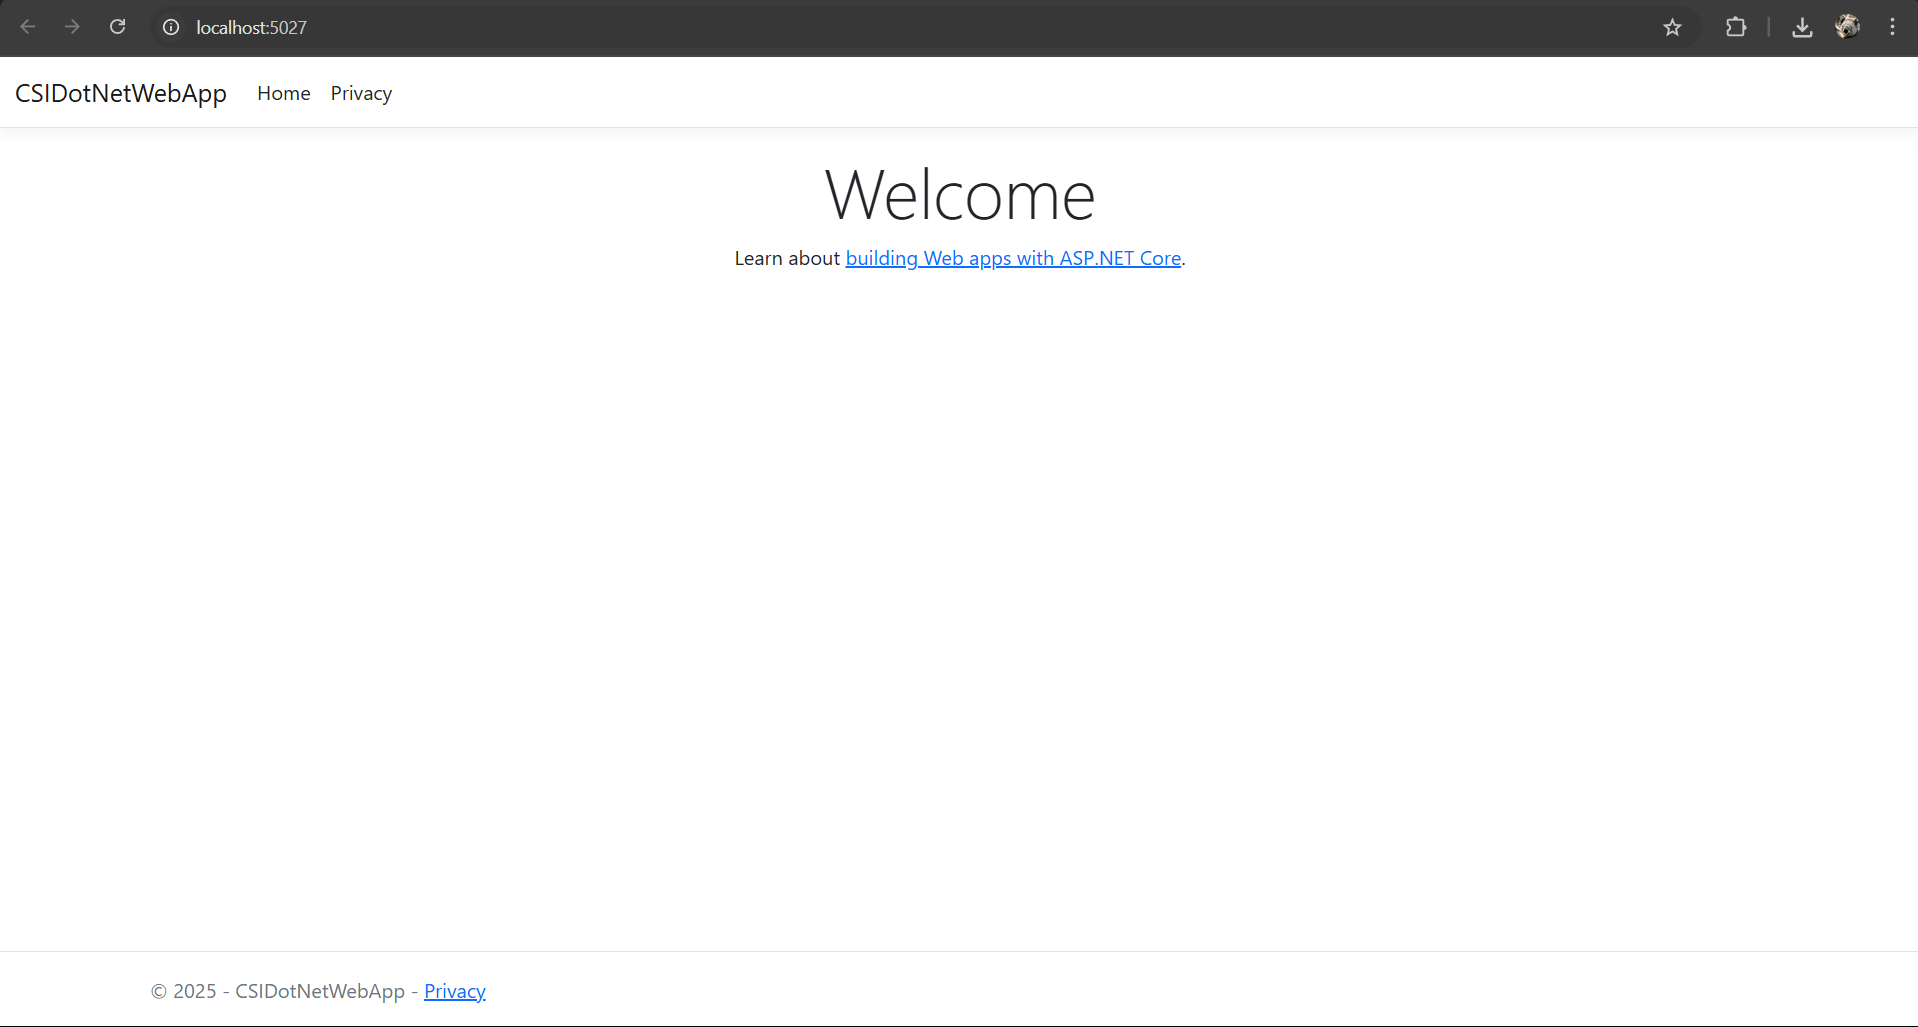 localhost:5027
CSIDotNetWebApp Home Privacy
Welcome
Learn about building Web apps with ASP.NET Core.
© 2025 - CSIDotNetWebApp - Privacy